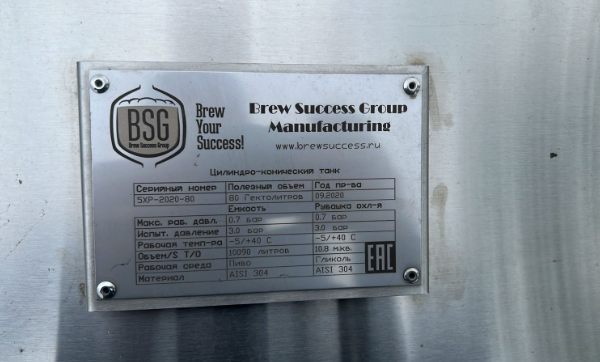 BSG
Brew Success Group
Brew
Your
Success!
Brew Success Group
Manufacturing
www.brewsuccess.ru
Цилиндро-конический танк
Серийный номер Полезный объем Год пр-ва
5XP-2020-80 80 Гектолитров 09.2020
Емкость Рубашка охл-я
Макс. раб. давл. 0.7 бар 0.7 бар
Испыт. давление 3.0 бар 3.0 бар
Рабочая темп-ра -5/+40 С -5/+40 С
Объем/S Т/О 10090 литров 10.8 м.кв.
Рабочая среда Пиво Гликоль
Материал AISI 304 AISI 304
EAC